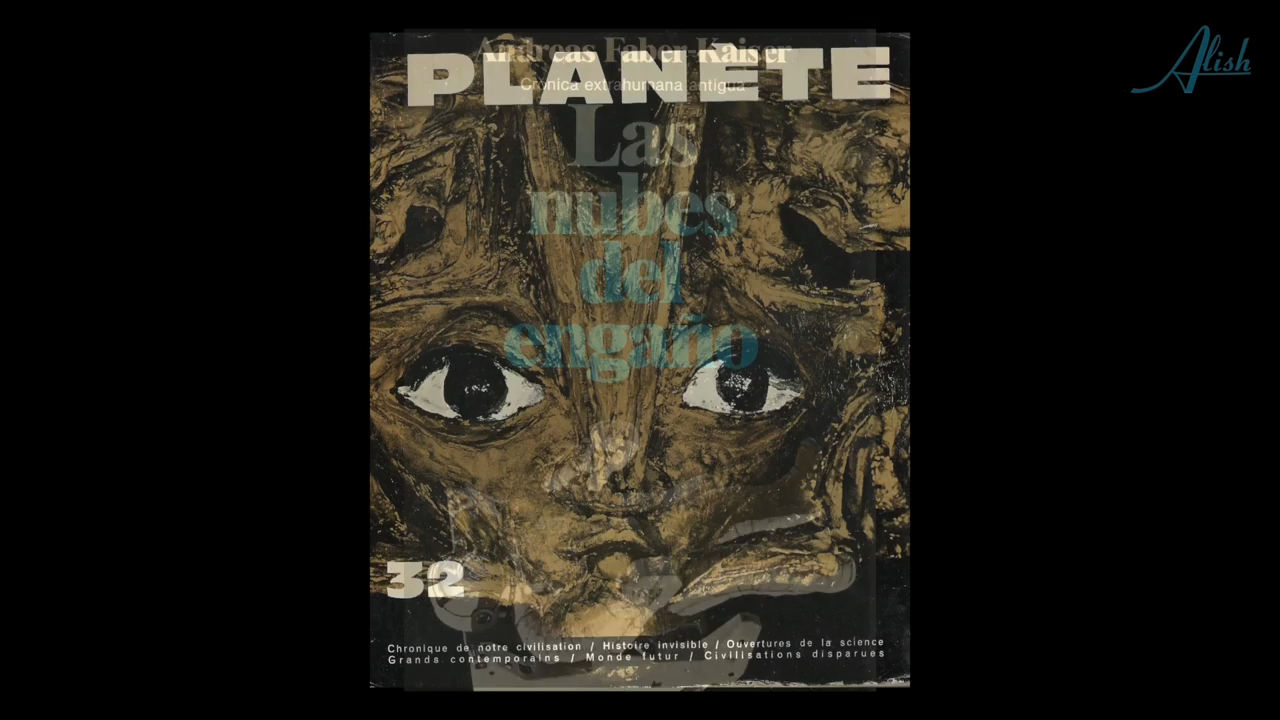 Alish
Andreas Faber-Kaiser
PLANÈTE
Crónica extrahumana antigua
Las
nubes
del
engaño
32
Chronique de notre civilisation / Histoire invisible / Ouvertures de la science
Grands contemporains / Monde futur / Civilisations disparues